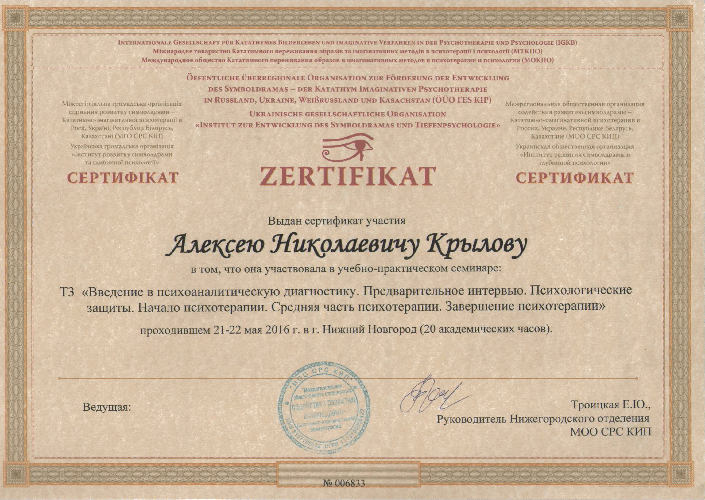 INTERNATIONALE GESELLSCHAFT FÜR KATATHYMES BILDERLEBEN UND IMAGINATIVE VERFAHREN IN DER PSYCHOTHERAPIE UND PSYCHOLOGIE (IGKB)
Міжнародне товариство Кататимного переживання образів та імагінативних методів в психотерапії і психології (МТКПО)
Международное общество Кататимного переживания образов и имагинативных методов в психотерапии и психологии (МОКПО)
ÖFFENTLICHE ÜBERREGIONALE ORGANISATION ZUR FÖRDERUNG DER ENTWICKLUNG
DES SYMBOLDRAMAS – DER KATATHYM IMAGINATIVEN PSYCHOTHERAPIE
IN RUSSLAND, UKRAINE, WEIẞRUSSLAND UND KASACHSTAN (OÜO FES KIP)
UKRAINISCHE GESELLSCHAFTLICHE ORGANISATION
«INSTITUT ZUR ENTWICKLUNG DES SYMBOLDRAMAS UND TIEFENPSYCHOLOGIE»
Міжрегіональна громадська організація
сприяння розвитку символдрами –
Кататимно-імагінативної психотерапії в
Росії, Україні, Республіці Білорусь,
Казахстані (МГО СРС КИП)
Українська громадська організація
«Інститут розвитку символдрами
та глибинної психології»
СЕРТИФІКАТ
ZERTIFIKAT
Межрегиональная общественная организация
содействия развитию символдрамы –
Кататимно-имагинативной психотерапии в
России, Украине, Республике Беларусь,
Казахстане (МОО СРС КИП)
Украинская общественная организация
«Институт развития символдрамы и
глубинной психологии»
СЕРТИФИКАТ
Выдан сертификат участия
Алексею Николаевичу Крылову
в том, что она участвовала в учебно-практическом семинаре:
ТЗ «Введение в психоаналитическую диагностику. Предварительное интервью. Психологические
защиты. Начало психотерапии. Средняя часть психотерапии. Завершение психотерапии»
проходившем 21-22 мая 2016 г. в г. Нижний Новгород (20 академических часов).
Ведущая:
Троицкая Е.Ю.,
Руководитель Нижегородского отделения
МОО СРС КИП
№ 006833